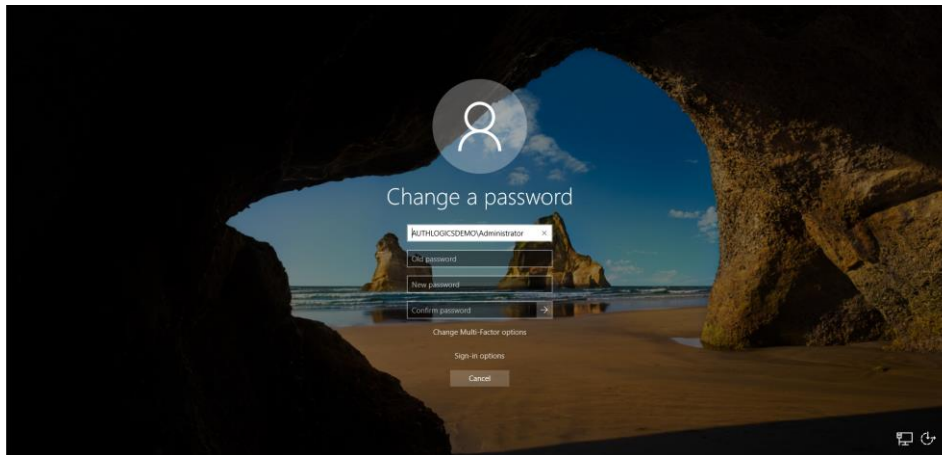 Change a password
AUTHLOGICSDEMO\Administrator
Old password
New password
Confirm password
Change Multi-Factor options
Sign-in options
Cancel